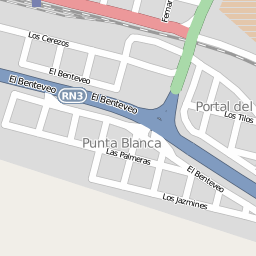 Fernan
Los Cerezos
El Benteveo
El Benteveo
RN3
El Benteveo
Portal del
Los Tilos
Punta Blanca
Las Palmeras
El Benteveo
Los Jazmines